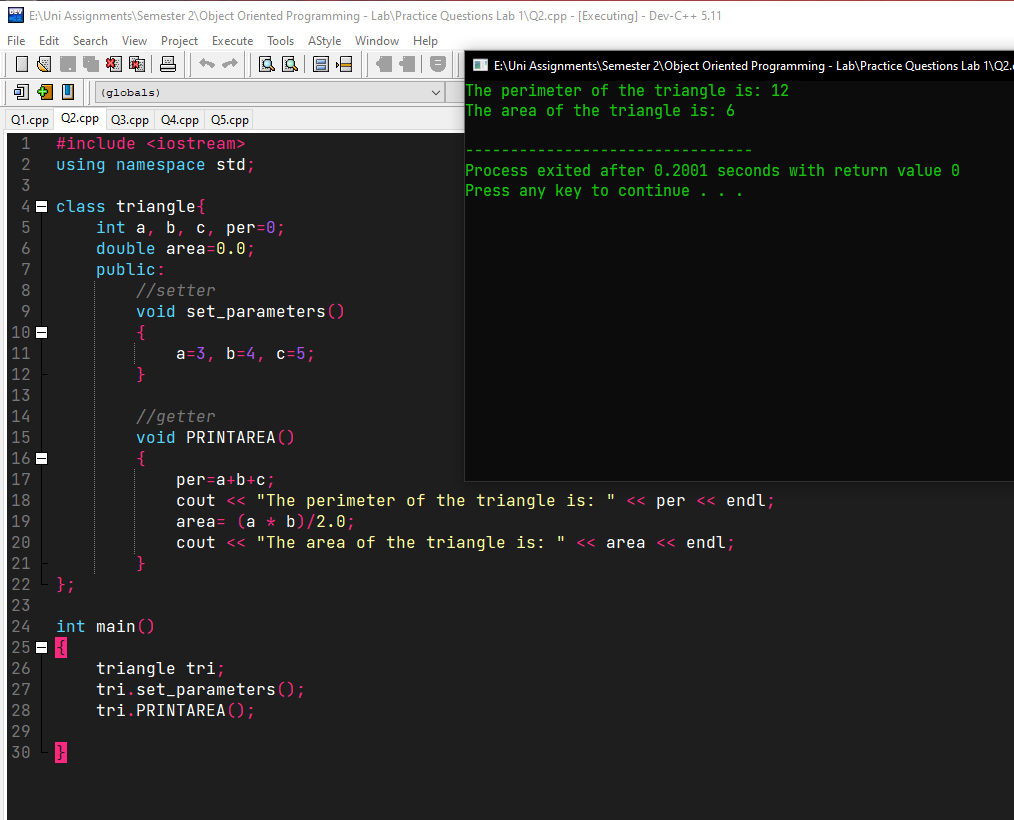 E:\Uni Assignments\Semester 2\Object Oriented Programming - Lab\Practice Questions Lab 1\Q2.cpp - [Executing] - Dev-C++ 5.11
File Edit Search View Project Execute Tools AStyle Window Help
(globals)
Q1.cpp Q2.cpp Q3.cpp Q4.cpp Q5.cpp
1 #include <iostream>
2 using namespace std;
3
4 class triangle{
5 int a, b, c, per=0;
6 double area=0.0;
7 public:
8 //setter
9 void set_parameters()
10 {
11 a=3, b=4, c=5;
12 }
13
14 //getter
15 void PRINTAREA()
16 {
17 per=a+b+c;
18 cout << "The perimeter of the triangle is: " << per << endl;
19 area= (a * b)/2.0;
20 cout << "The area of the triangle is: " << area << endl;
21 }
22 };
23
24 int main()
25 {
26 triangle tri;
27 tri.set_parameters();
28 tri.PRINTAREA();
29
30 }
E:\Uni Assignments\Semester 2\Object Oriented Programming - Lab\Practice Questions Lab 1\Q2.
The perimeter of the triangle is: 12
The area of the triangle is: 6
--------------------------------
Process exited after 0.2001 seconds with return value 0
Press any key to continue . . .